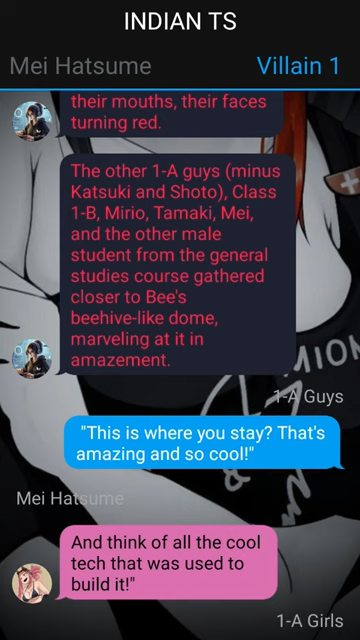 INDIAN TS
Mei Hatsume
Villain 1
their mouths, their faces
turning red.
The other 1-A guys (minus
Katsuki and Shoto), Class
1-B, Mirio, Tamaki, Mei,
and the other male
student from the general
studies course gathered
closer to Bee's
beehive-like dome,
marveling at it in
amazement.
1-A Guys
"This is where you stay? That's
amazing and so cool!"
Mei Hatsume
And think of all the cool
tech that was used to
build it!"
1-A Girls